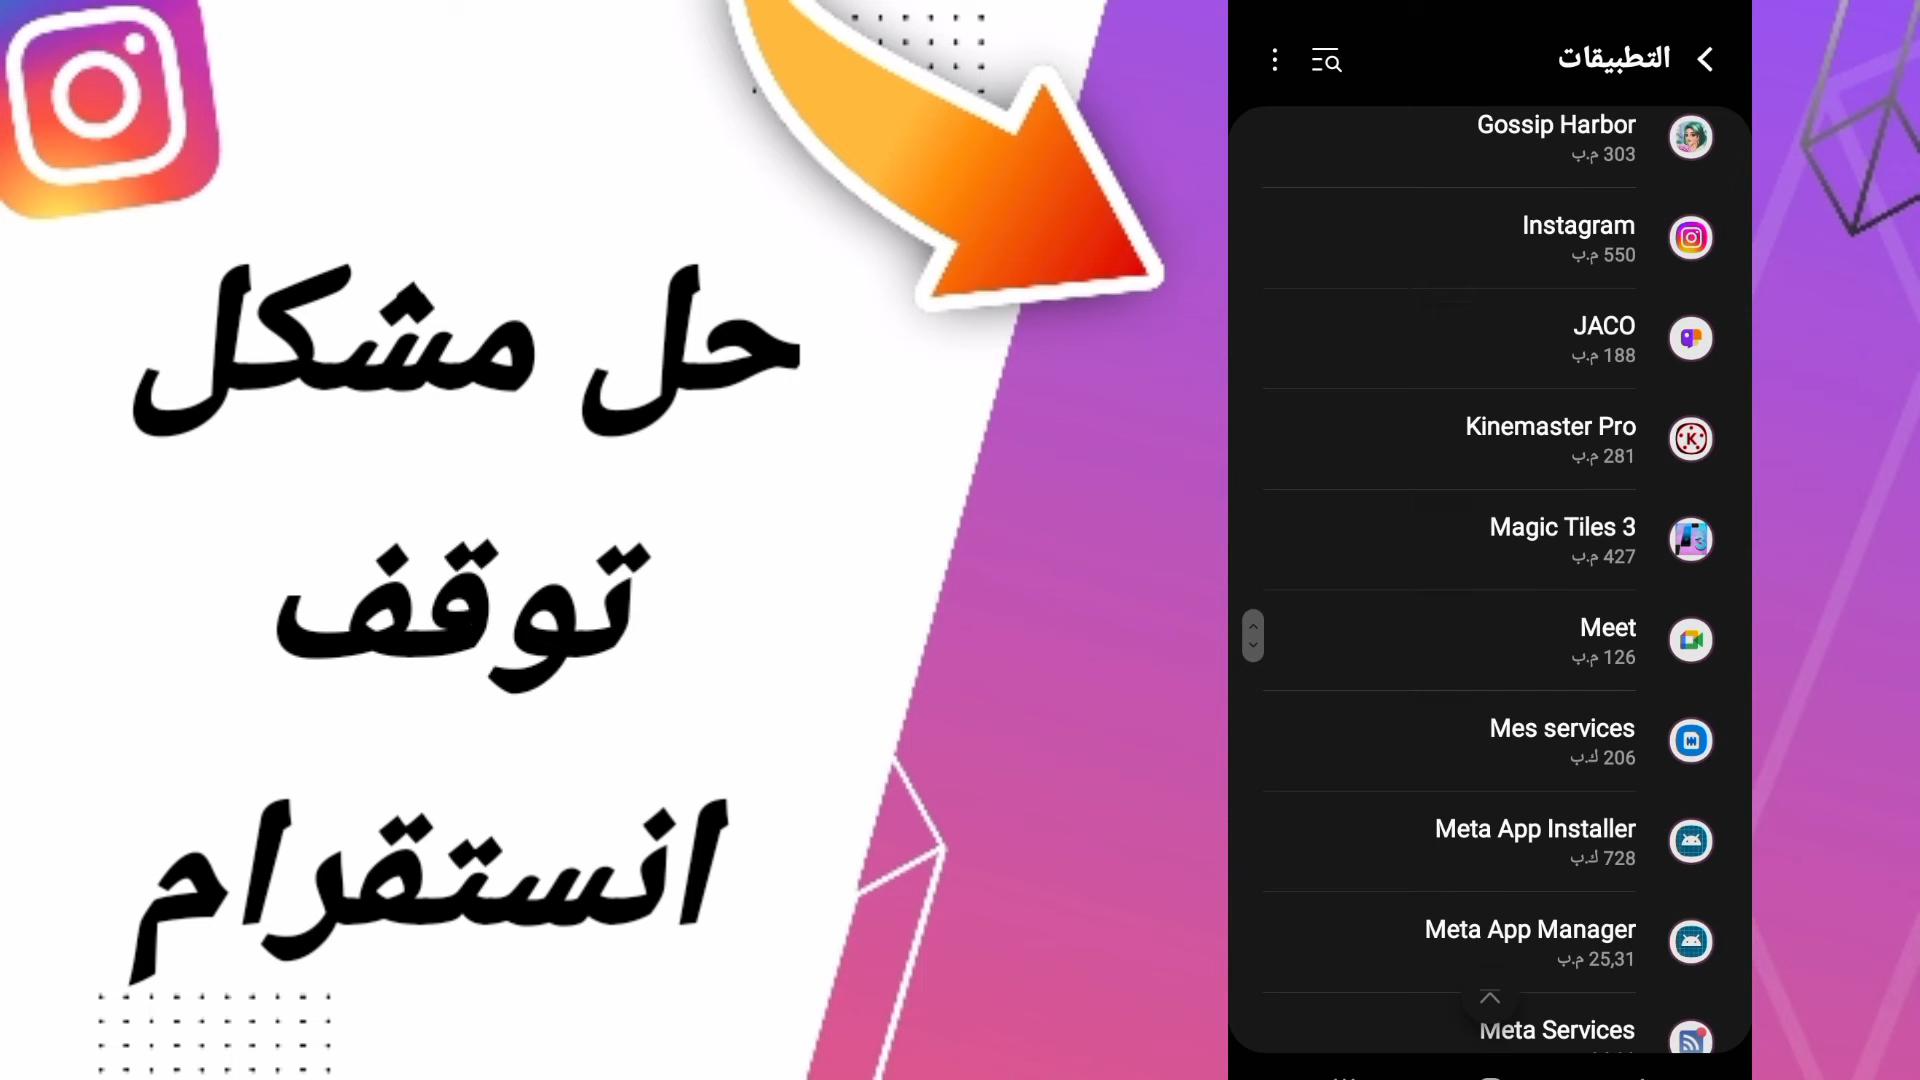 حل مشكل
توقف
انستقرام
التطبيقات
Gossip Harbor
303 م.ب
Instagram
550 م.ب
JACO
188 م.ب
Kinemaster Pro
281 م.ب
Magic Tiles 3
427 م.ب
Meet
126 م.ب
Mes services
206 ك.ب
Meta App Installer
728 ك.ب
Meta App Manager
25,31 م.ب
Meta Services